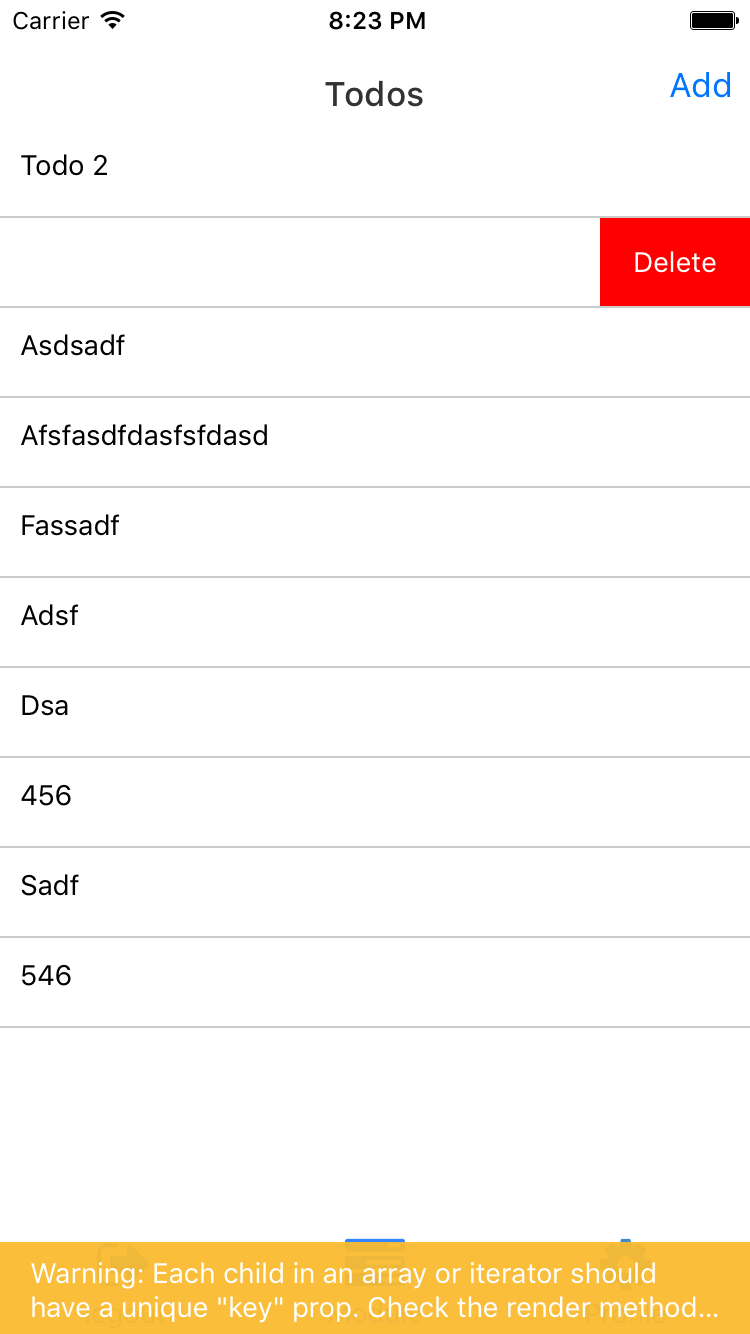 Carrier 8:23 PM
Todos Add
Todo 2
Delete
Asdsadf
Afsfasdfdasfsfdasd
Fassadf
Adsf
Dsa
456
Sadf
546
Warning: Each child in an array or iterator should
have a unique "key" prop. Check the render method...